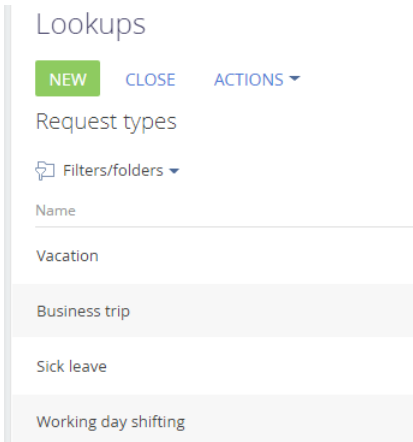 Lookups
NEW CLOSE ACTIONS
Request types
Filters/folders
Name
Vacation
Business trip
Sick leave
Working day shifting